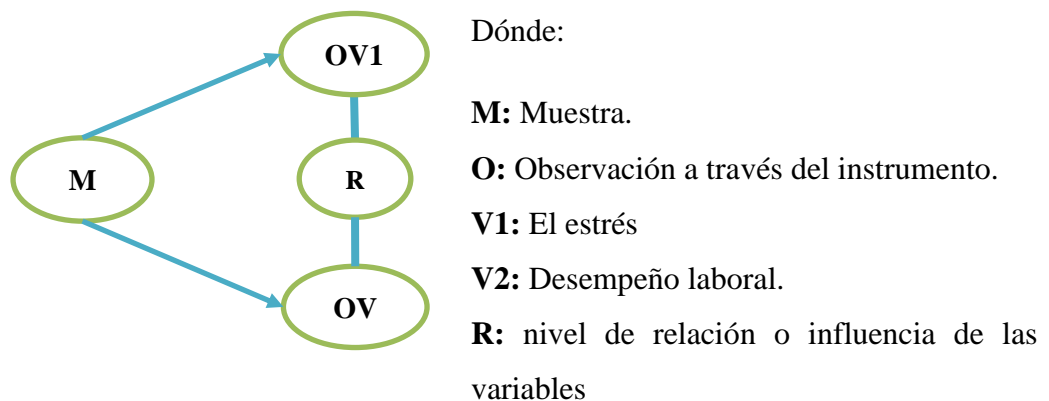 OV1
M
R
OV
Dónde:
M: Muestra.
O: Observación a través del instrumento.
V1: El estrés
V2: Desempeño laboral.
R: nivel de relación o influencia de las
variables